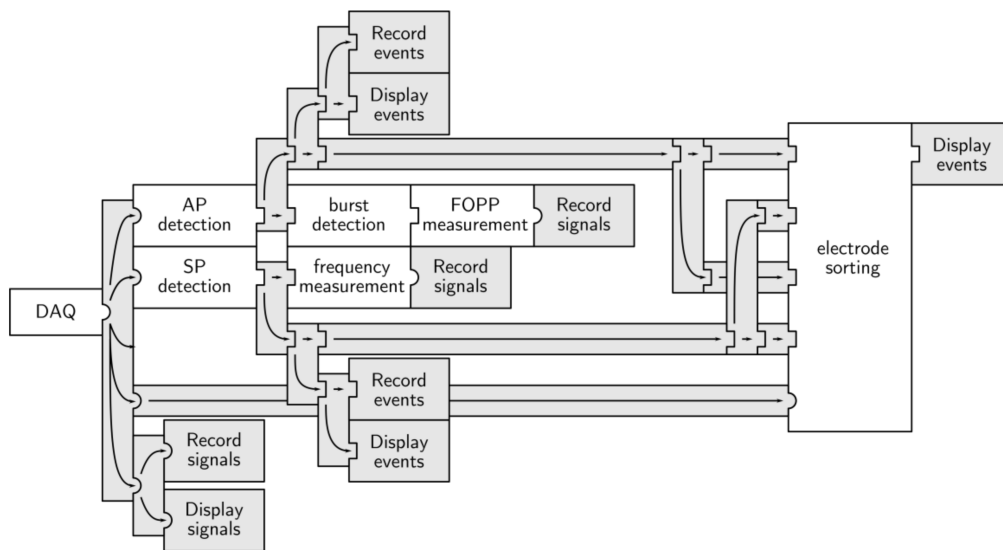 Record
events
Display
events
Display
events
AP
detection
burst
detection
FOPP
measurement
Record
signals
SP
detection
frequency
measurement
Record
signals
electrode
sorting
DAQ
Record
events
Display
events
Record
signals
Display
signals